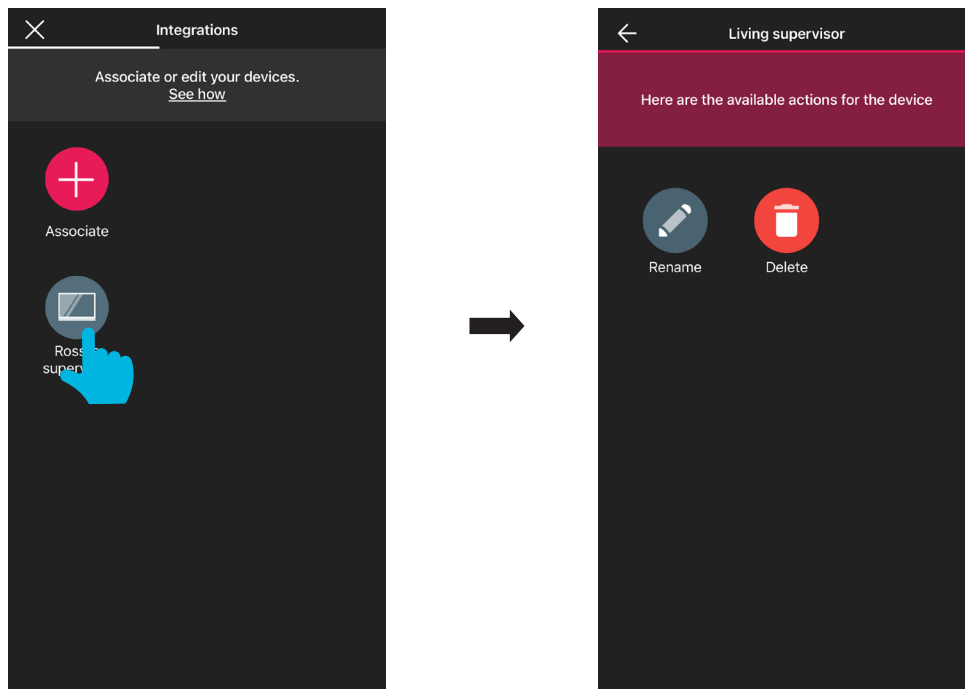 Integrations
Associate or edit your devices.
See how
Associate
Living supervisor
Here are the available actions for the device
Rename
Delete